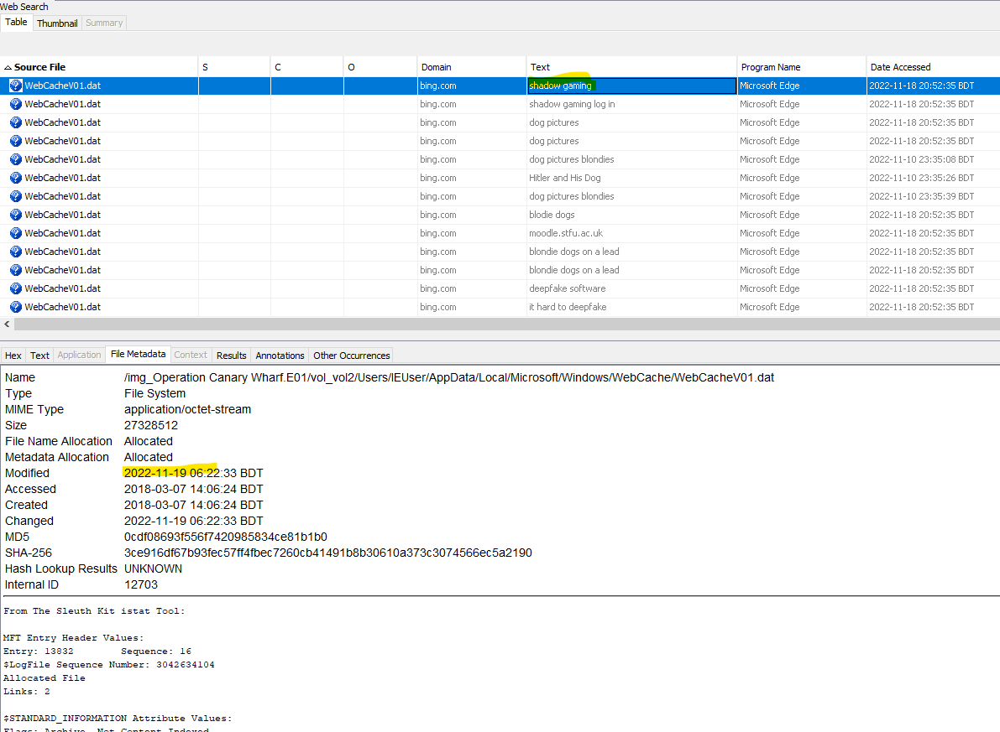 Web Search
Table Thumbnail Summary
Source File S C O Domain Text Program Name Date Accessed
WebCacheV01.dat bing.com shadow gaming Microsoft Edge 2022-11-18 20:52:35 BDT
WebCacheV01.dat bing.com shadow gaming log in Microsoft Edge 2022-11-18 20:52:35 BDT
WebCacheV01.dat bing.com dog pictures Microsoft Edge 2022-11-18 20:52:35 BDT
WebCacheV01.dat bing.com dog pictures Microsoft Edge 2022-11-18 20:52:35 BDT
WebCacheV01.dat bing.com dog pictures blondies Microsoft Edge 2022-11-10 23:35:08 BDT
WebCacheV01.dat bing.com Hitler and His Dog Microsoft Edge 2022-11-10 23:35:26 BDT
WebCacheV01.dat bing.com dog pictures blondies Microsoft Edge 2022-11-10 23:35:39 BDT
WebCacheV01.dat bing.com blodie dogs Microsoft Edge 2022-11-18 20:52:35 BDT
WebCacheV01.dat bing.com moodle.stfu.ac.uk Microsoft Edge 2022-11-18 20:52:35 BDT
WebCacheV01.dat bing.com blondie dogs on a lead Microsoft Edge 2022-11-18 20:52:35 BDT
WebCacheV01.dat bing.com blondie dogs on a lead Microsoft Edge 2022-11-18 20:52:35 BDT
WebCacheV01.dat bing.com deepfake software Microsoft Edge 2022-11-18 20:52:35 BDT
WebCacheV01.dat bing.com it hard to deepfake Microsoft Edge 2022-11-18 20:52:35 BDT
Hex Text Application File Metadata Context Results Annotations Other Occurrences
Name /img_Operation Canary Wharf.E01/vol_vol2/Users/IEUser/AppData/Local/Microsoft/Windows/WebCache/WebCacheV01.dat
Type File System
MIME Type application/octet-stream
Size 27328512
File Name Allocation Allocated
Metadata Allocation Allocated
Modified 2022-11-19 06:22:33 BDT
Accessed 2018-03-07 14:06:24 BDT
Created 2018-03-07 14:06:24 BDT
Changed 2022-11-19 06:22:33 BDT
MD5 0cdf08693f556f7420985834ce81b1b0
SHA-256 3ce916df67b93fec57ff4fbec7260cb41491b8b30610a373c3074566ec5a2190
Hash Lookup Results UNKNOWN
Internal ID 12703
From The Sleuth Kit istat Tool:
MFT Entry Header Values:
Entry: 13832 Sequence: 16
$LogFile Sequence Number: 3042634104
Allocated File
Links: 2
$STANDARD_INFORMATION Attribute Values:
Flags: Archive, Not Content Indexed